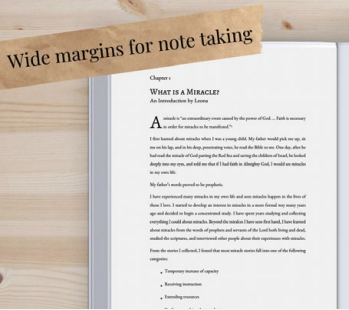 Wide margins for note taking
Chapter 1
WHAT IS A MIRACLE?
An Introduction by Leona
A miracle is "an extraordinary event caused by the power of God ... Faith is necessary
in order for miracles to be manifested."
I first learned about miracles when I was a young child. My father would pick me up, sit
me on his lap, and in his deep, penetrating voice, he read the Bible to me. One day, after he
had read the miracle of God parting the Red Sea and saving the children of Israel, he looked
deeply into my eyes, and told me that if I had faith in Almighty God, I would see miracles
in my own life.
My father's words proved to be prophetic.
I have experienced many miracles in my own life and seen miracles happen in the lives of
those I love. I started to develop an interest in miracles in a more formal way many years
ago and decided to begin a concentrated study. I have spent years studying and collecting
everything I could about miracles. Beyond the miracles I have seen first hand, I have learned
about miracles from the words of prophets and servants of the Lord both living and dead,
studied the scriptures, and interviewed other people about their experiences with miracles.
From the stories I collected, I found that most miracle stories fall into one of the following
categories:
• Temporary increase of capacity
• Receiving instruction
• Extending resources